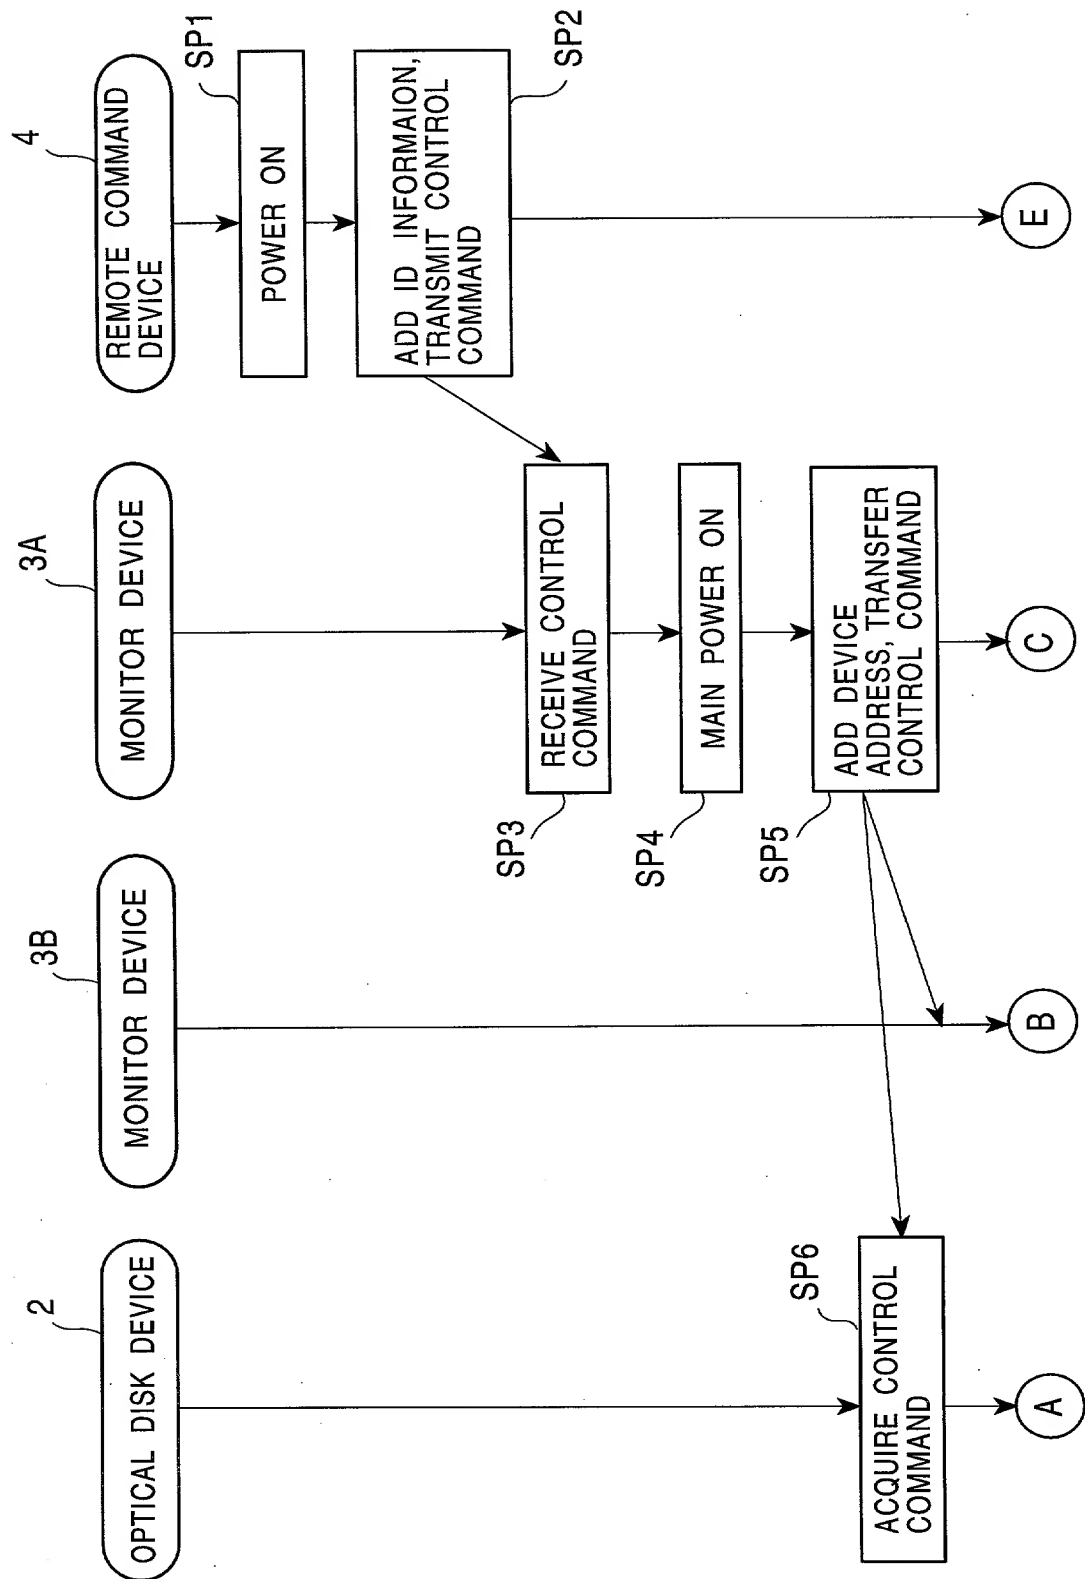 2
OPTICAL DISK DEVICE
3B
MONITOR DEVICE
3A
MONITOR DEVICE
4
REMOTE COMMAND
DEVICE
SP1
POWER ON
SP2
ADD ID INFORMAION,
TRANSMIT CONTROL
COMMAND
SP3
RECEIVE CONTROL
COMMAND
SP4
MAIN POWER ON
SP5
ADD DEVICE
ADDRESS, TRANSFER
CONTROL COMMAND
SP6
ACQUIRE CONTROL
COMMAND
A
B
C
E